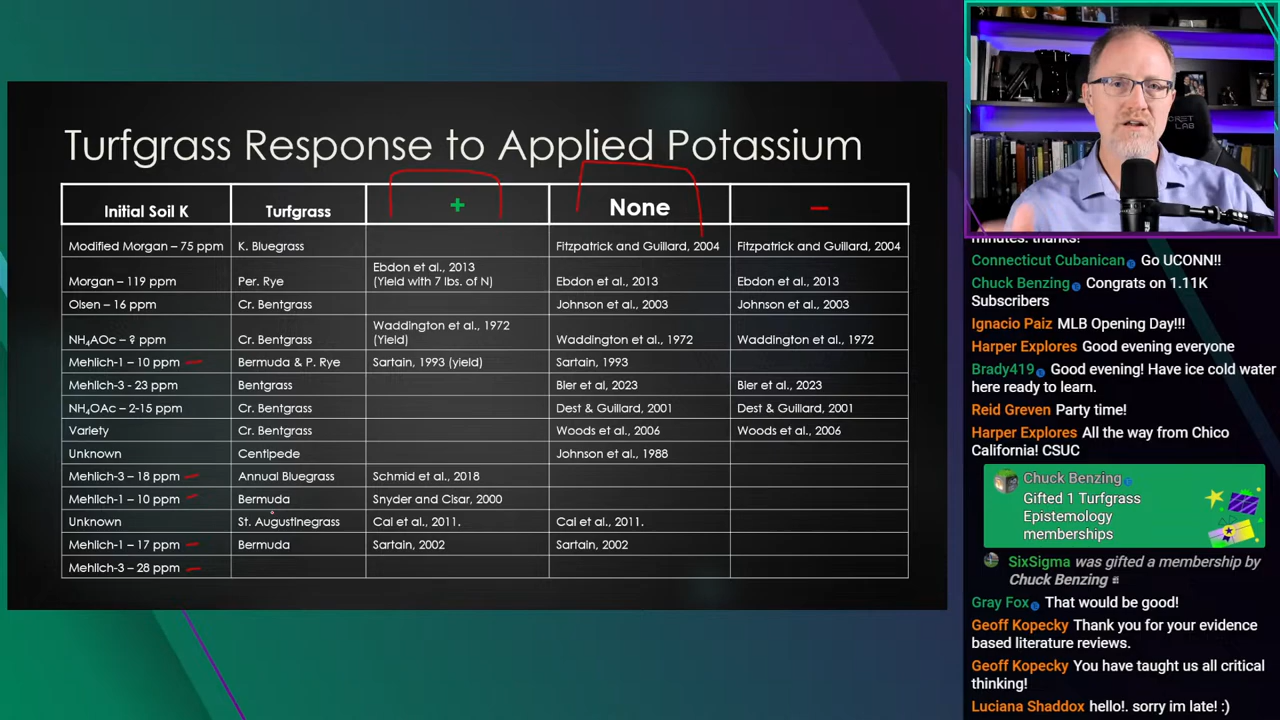 Turfgrass Response to Applied Potassium
Initial Soil K Turfgrass + None –
Modified Morgan – 75 ppm K. Bluegrass Fitzpatrick and Guillard, 2004 Fitzpatrick and Guillard, 2004
Morgan – 119 ppm Per. Rye Ebdon et al., 2013
(Yield with 7 lbs. of N) Ebdon et al., 2013 Ebdon et al., 2013
Olsen – 16 ppm Cr. Bentgrass Johnson et al., 2003 Johnson et al., 2003
NH₄AOc – ? ppm Cr. Bentgrass Waddington et al., 1972
(Yield) Waddington et al., 1972 Waddington et al., 1972
Mehlich-1 – 10 ppm Bermuda & P. Rye Sartain, 1993 (yield) Sartain, 1993
Mehlich-3 - 23 ppm Bentgrass Bier et al, 2023 Bier et al., 2023
NH₄OAc – 2-15 ppm Cr. Bentgrass Dest & Guillard, 2001 Dest & Guillard, 2001
Variety Cr. Bentgrass Woods et al., 2006 Woods et al., 2006
Unknown Centipede Johnson et al., 1988
Mehlich-3 – 18 ppm Annual Bluegrass Schmid et al., 2018
Mehlich-1 – 10 ppm Bermuda Snyder and Cisar, 2000
Unknown St. Augustinegrass Cai et al., 2011. Cai et al., 2011.
Mehlich-1 – 17 ppm Bermuda Sartain, 2002 Sartain, 2002
Mehlich-3 – 28 ppm
minutes. thanks!
Connecticut Cubanican Go UCONN!!
Chuck Benzing Congrats on 1.11K
Subscribers
Ignacio Paiz MLB Opening Day!!!
Harper Explores Good evening everyone
Brady419 Good evening! Have ice cold water
here ready to learn.
Reid Greven Party time!
Harper Explores All the way from Chico
California! CSUC
Chuck Benzing
Gifted 1 Turfgrass
Epistemology
memberships
SixSigma was gifted a membership by
Chuck Benzing
Gray Fox That would be good!
Geoff Kopecky Thank you for your evidence
based literature reviews.
Geoff Kopecky You have taught us all critical
thinking!
Luciana Shaddox hello!. sorry im late! :)